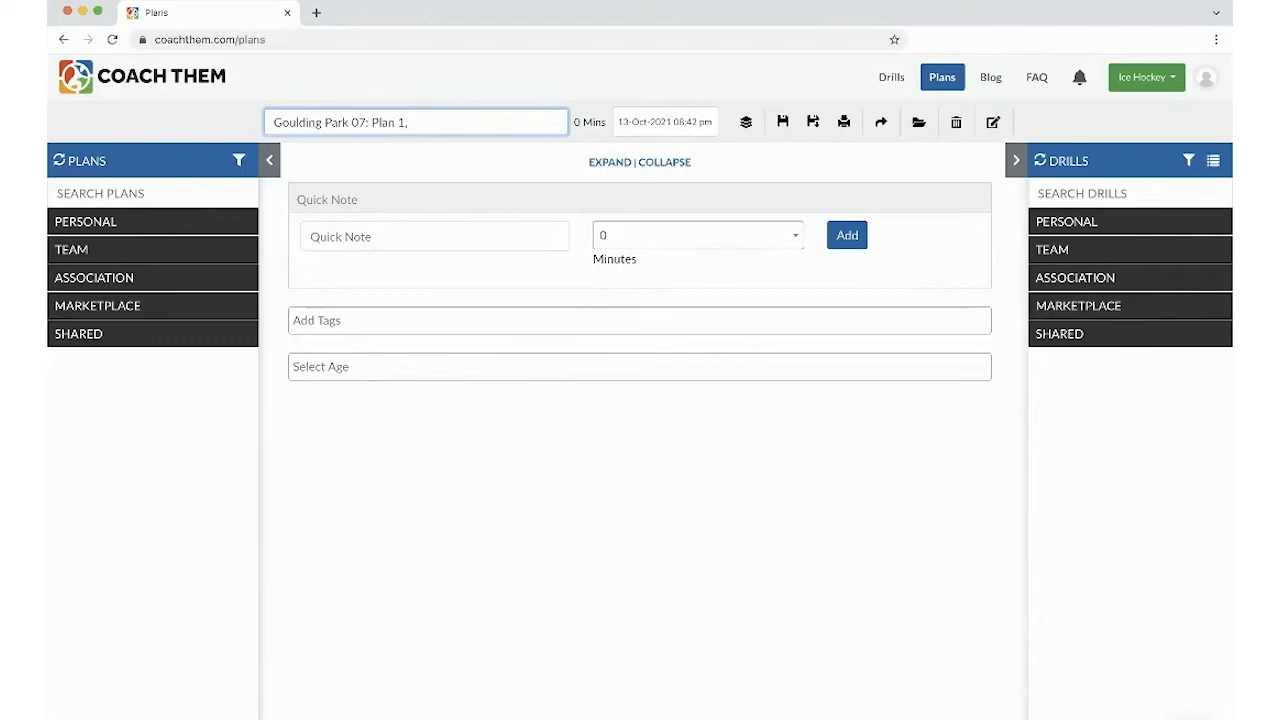 Plans
coachthem.com/plans
COACH THEM
Drills
Plans
Blog
FAQ
Ice Hockey
Goulding Park 07: Plan 1,
0 Mins
13-Oct-2021 08:42 pm
PLANS
SEARCH PLANS
PERSONAL
TEAM
ASSOCIATION
MARKETPLACE
SHARED
EXPAND | COLLAPSE
Quick Note
Quick Note
0
Minutes
Add
Add Tags
Select Age
DRILLS
SEARCH DRILLS
PERSONAL
TEAM
ASSOCIATION
MARKETPLACE
SHARED